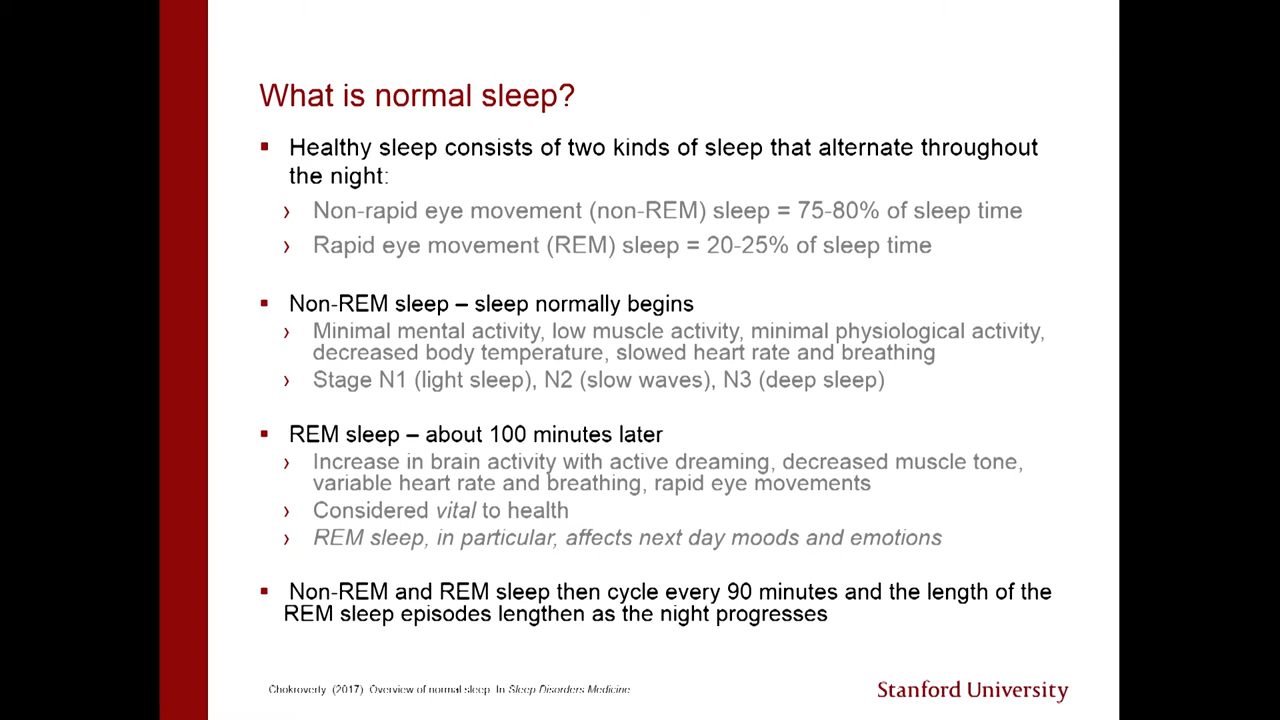 What is normal sleep?
▪ Healthy sleep consists of two kinds of sleep that alternate throughout
the night:
› Non-rapid eye movement (non-REM) sleep = 75-80% of sleep time
› Rapid eye movement (REM) sleep = 20-25% of sleep time
▪ Non-REM sleep – sleep normally begins
› Minimal mental activity, low muscle activity, minimal physiological activity,
decreased body temperature, slowed heart rate and breathing
› Stage N1 (light sleep), N2 (slow waves), N3 (deep sleep)
▪ REM sleep – about 100 minutes later
› Increase in brain activity with active dreaming, decreased muscle tone,
variable heart rate and breathing, rapid eye movements
› Considered vital to health
› REM sleep, in particular, affects next day moods and emotions
▪ Non-REM and REM sleep then cycle every 90 minutes and the length of the
REM sleep episodes lengthen as the night progresses
Chokroverty (2017) Overview of normal sleep. In Sleep Disorders Medicine
Stanford University